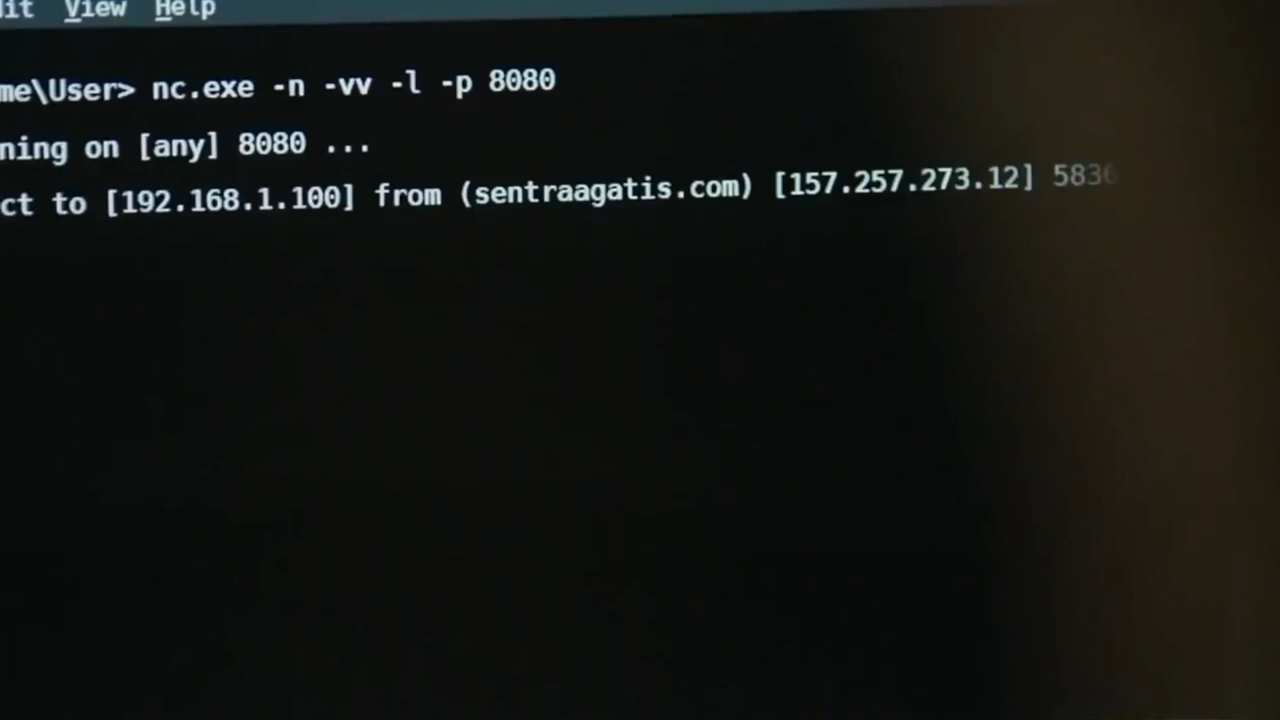 dit View Help
me\User> nc.exe -n -vv -l -p 8080
ning on [any] 8080 ...
ct to [192.168.1.100] from (sentraagatis.com) [157.257.273.12] 5836